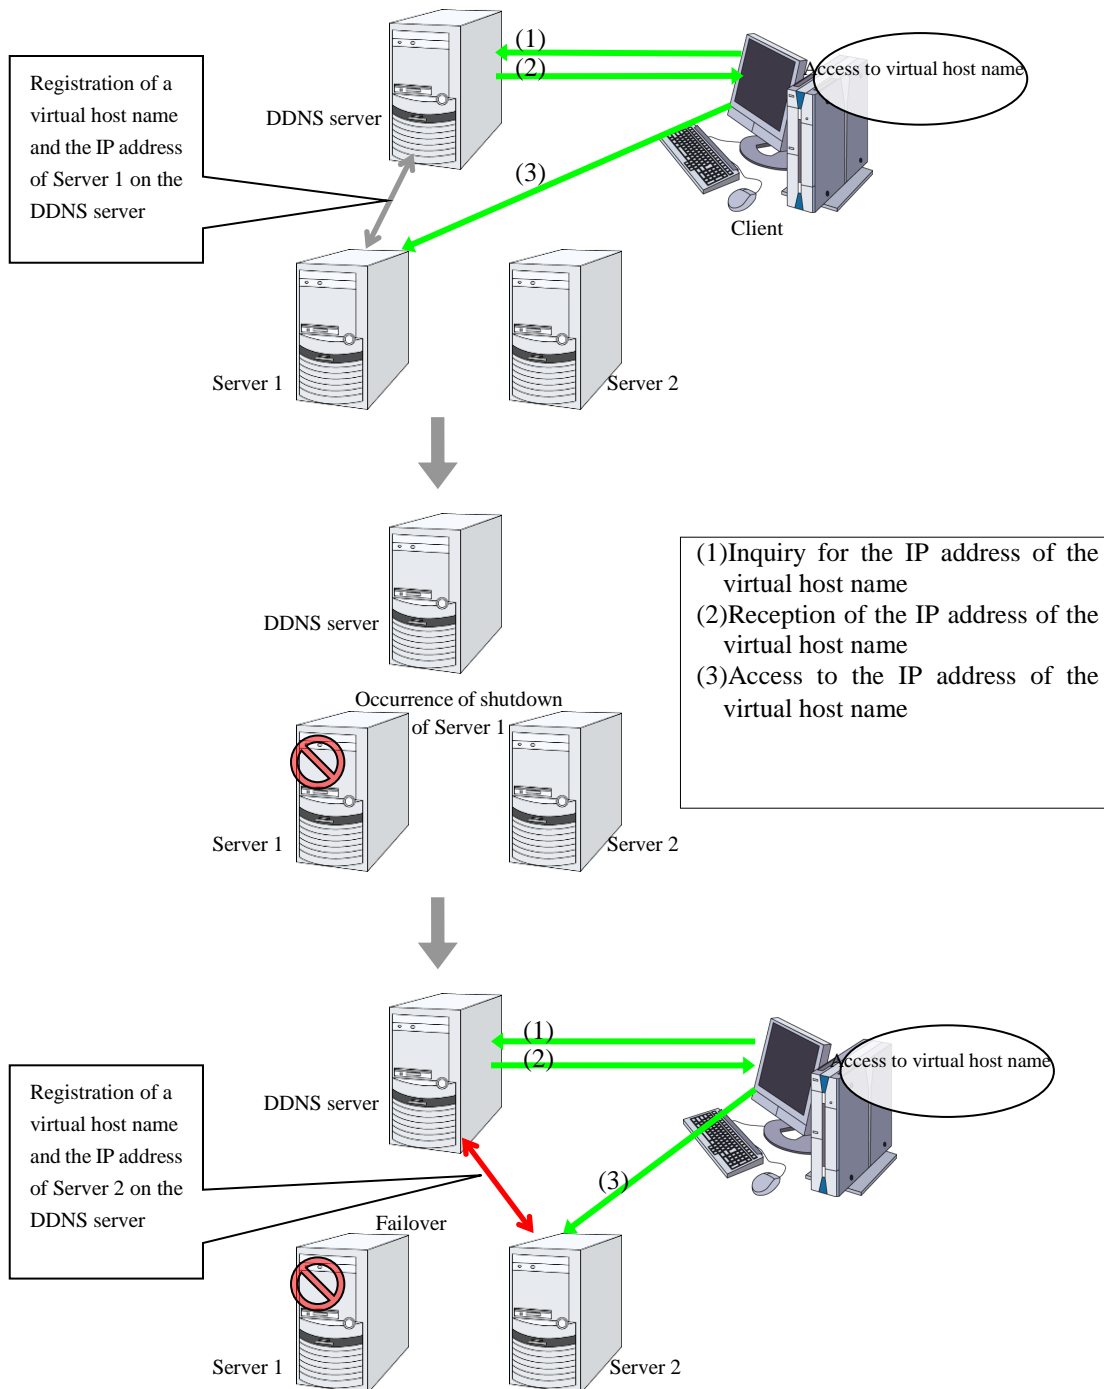 (1)
(2)
Access to virtual host name
Registration of a
virtual host name
and the IP address
of Server 1 on the
DDNS server
DDNS server
(3)
Client
Server 1
Server 2
DDNS server
(1)Inquiry for the IP address of the
virtual host name
(2)Reception of the IP address of the
virtual host name
(3)Access to the IP address of the
virtual host name
Occurrence of shutdown
of Server 1
Server 1
Server 2
(1)
(2)
Access to virtual host name
Registration of a
virtual host name
and the IP address
of Server 2 on the
DDNS server
DDNS server
(3)
Failover
Server 1
Server 2